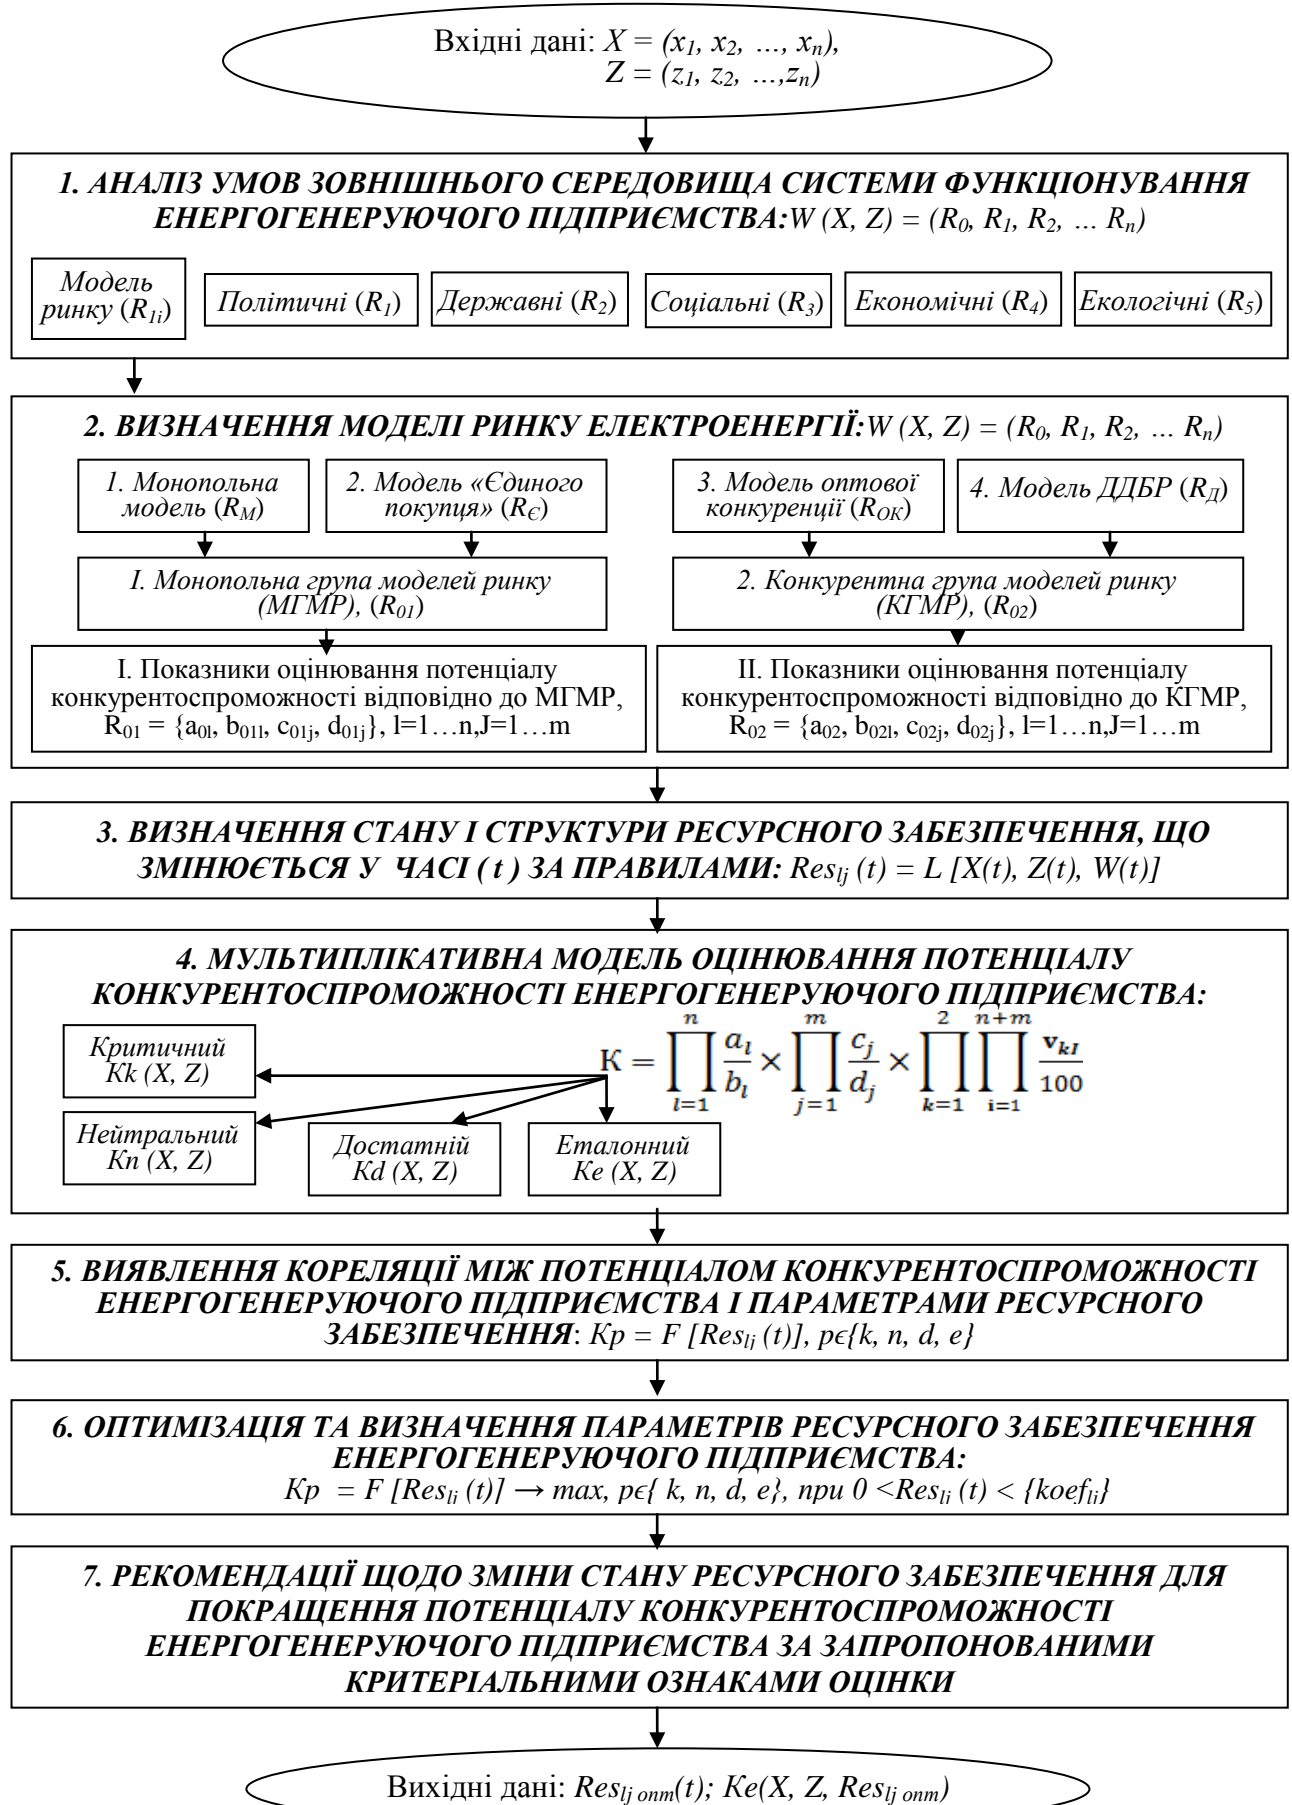 Вхідні дані: X = (x1, x2, …, xn),
Z = (z1, z2, …,zn)
1. АНАЛІЗ УМОВ ЗОВНІШНЬОГО СЕРЕДОВИЩА СИСТЕМИ ФУНКЦІОНУВАННЯ
ЕНЕРГОГЕНЕРУЮЧОГО ПІДПРИЄМСТВА: W (X, Z) = (R0, R1, R2, … Rn)
Модель
ринку (R1i)
Політичні (R1)
Державні (R2)
Соціальні (R3)
Економічні (R4)
Екологічні (R5)
2. ВИЗНАЧЕННЯ МОДЕЛІ РИНКУ ЕЛЕКТРОЕНЕРГІЇ: W (X, Z) = (R0, R1, R2, … Rn)
1. Монопольна
модель (RМ)
2. Модель «Єдиного
покупця» (RЄ)
3. Модель оптової
конкуренції (RОК)
4. Модель ДДБР (RД)
I. Монопольна група моделей ринку
(МГМР), (R01)
2. Конкурентна група моделей ринку
(КГМР), (R02)
I. Показники оцінювання потенціалу
конкурентоспроможності відповідно до МГМР,
R01 = {a0l, b01l, c01j, d01j}, l=1…n,J=1…m
II. Показники оцінювання потенціалу
конкурентоспроможності відповідно до КГМР,
R02 = {a02, b02l, c02j, d02j}, l=1…n,J=1…m
3. ВИЗНАЧЕННЯ СТАНУ І СТРУКТУРИ РЕСУРСНОГО ЗАБЕЗПЕЧЕННЯ, ЩО
ЗМІНЮЄТЬСЯ У ЧАСІ ( t ) ЗА ПРАВИЛАМИ: Reslj (t) = L [X(t), Z(t), W(t)]
4. МУЛЬТИПЛІКАТИВНА МОДЕЛЬ ОЦІНЮВАННЯ ПОТЕНЦІАЛУ
КОНКУРЕНТОСПРОМОЖНОСТІ ЕНЕРГОГЕНЕРУЮЧОГО ПІДПРИЄМСТВА:
К = ∏_{l=1}^{n} a_l/b_l × ∏_{j=1}^{m} c_j/d_j × ∏_{k=1}^{2} ∏_{i=1}^{n+m} v_{kI}/100
Критичний
Kk (X, Z)
Нейтральний
Kn (X, Z)
Достатній
Kd (X, Z)
Еталонний
Ke (X, Z)
5. ВИЯВЛЕННЯ КОРЕЛЯЦІЇ МІЖ ПОТЕНЦІАЛОМ КОНКУРЕНТОСПРОМОЖНОСТІ
ЕНЕРГОГЕНЕРУЮЧОГО ПІДПРИЄМСТВА І ПАРАМЕТРАМИ РЕСУРСНОГО
ЗАБЕЗПЕЧЕННЯ: Kp = F [Reslj (t)], pє{k, n, d, e}
6. ОПТИМІЗАЦІЯ ТА ВИЗНАЧЕННЯ ПАРАМЕТРІВ РЕСУРСНОГО ЗАБЕЗПЕЧЕННЯ
ЕНЕРГОГЕНЕРУЮЧОГО ПІДПРИЄМСТВА:
Kp = F [Reslj (t)] → max, pє{ k, n, d, e}, при 0 <Reslj (t) < {koeflj}
7. РЕКОМЕНДАЦІЇ ЩОДО ЗМІНИ СТАНУ РЕСУРСНОГО ЗАБЕЗПЕЧЕННЯ ДЛЯ
ПОКРАЩЕННЯ ПОТЕНЦІАЛУ КОНКУРЕНТОСПРОМОЖНОСТІ
ЕНЕРГОГЕНЕРУЮЧОГО ПІДПРИЄМСТВА ЗА ЗАПРОПОНОВАНИМИ
КРИТЕРІАЛЬНИМИ ОЗНАКАМИ ОЦІНКИ
Вихідні дані: Reslj опт(t); Ke(X, Z, Reslj опт)